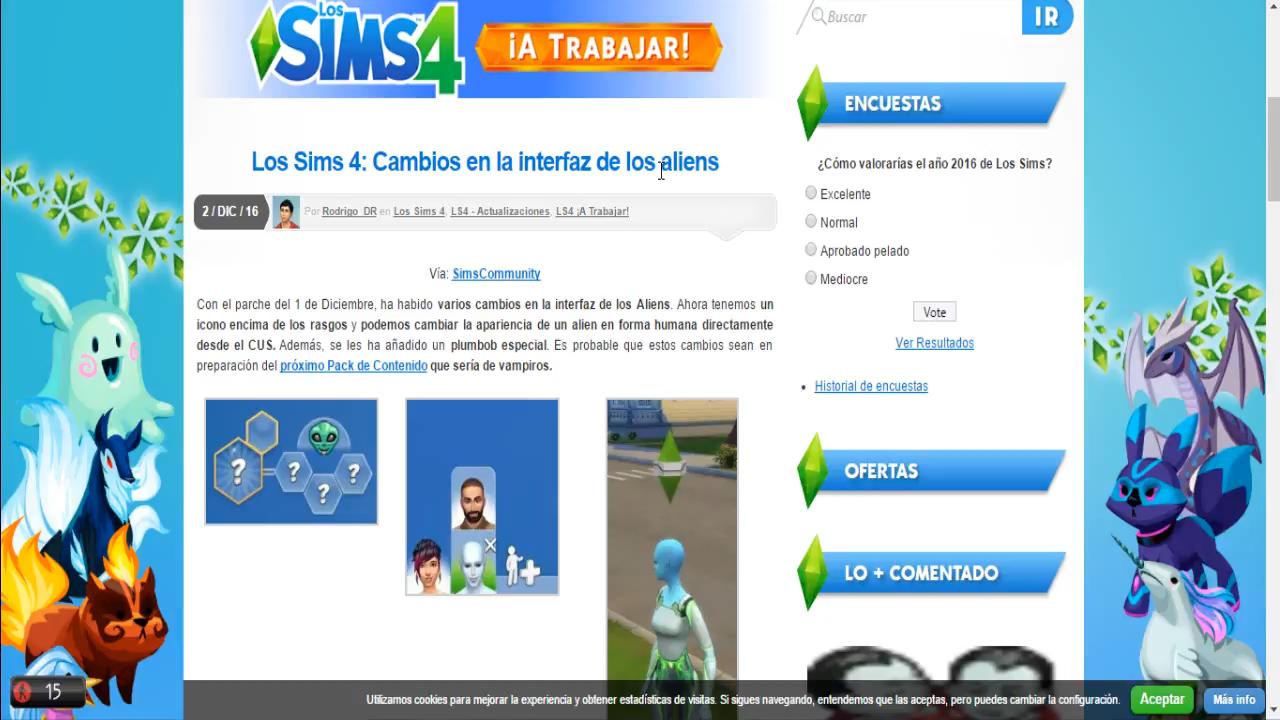 Los SiMS 4
¡A TRABAJAR!
Los Sims 4: Cambios en la interfaz de los aliens
2 / DIC / 16
Por Rodrigo_DR en Los Sims 4, LS4 - Actualizaciones, LS4 ¡A Trabajar!
Vía: SimsCommunity
Con el parche del 1 de Diciembre, ha habido varios cambios en la interfaz de los Aliens. Ahora tenemos un
icono encima de los rasgos y podemos cambiar la apariencia de un alien en forma humana directamente
desde el CUS. Además, se les ha añadido un plumbob especial. Es probable que estos cambios sean en
preparación del próximo Pack de Contenido que sería de vampiros.
? ? ? ?
Buscar
IR
ENCUESTAS
¿Cómo valorarías el año 2016 de Los Sims?
Excelente
Normal
Aprobado pelado
Mediocre
Vote
Ver Resultados
Historial de encuestas
OFERTAS
LO + COMENTADO
15
Utilizamos cookies para mejorar la experiencia y obtener estadísticas de visitas. Si sigues navegando, entendemos que las aceptas, pero puedes cambiar la configuración.
Aceptar
Más info